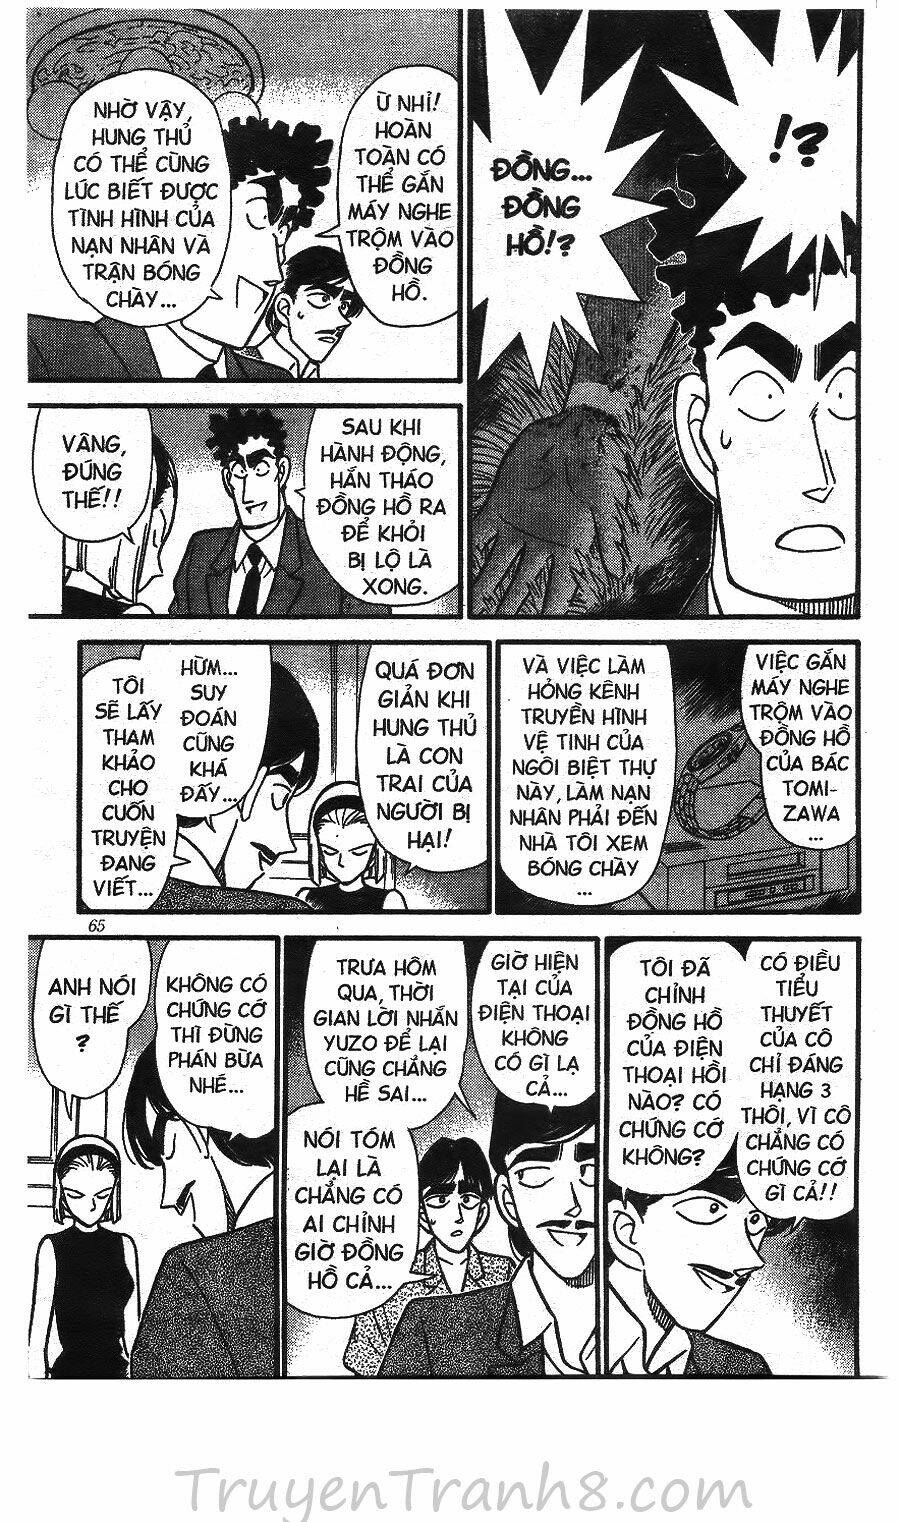 !?
ĐỒNG...
ĐỒNG
HỒ!?
Ừ NHỈ!
HOÀN
TOÀN CÓ
THỂ GẮN
MÁY NGHE
TRỘM VÀO
ĐỒNG
HỒ.
NHỜ VẬY,
HUNG THỦ
CÓ THỂ CÙNG
LÚC BIẾT ĐƯỢC
TÌNH HÌNH CỦA
NẠN NHÂN VÀ
TRẬN BÓNG
CHÀY...
SAU KHI
HÀNH ĐỘNG,
HẮN THÁO
ĐỒNG HỒ RA
ĐỂ KHỎI
BỊ LỘ LÀ
XONG.
VÂNG,
ĐÚNG
THẾ!!
VIỆC GẮN
MÁY NGHE
TRỘM VÀO
ĐỒNG HỒ
CỦA BÁC
TOMI-
ZAWA
...
VÀ VIỆC LÀM
HỎNG KÊNH
TRUYỀN HÌNH
VỆ TINH CỦA
NGÔI BIỆT THỰ
NÀY, LÀM NẠN
NHÂN PHẢI ĐẾN
NHÀ TÔI XEM
BÓNG CHÀY
...
QUÁ ĐƠN
GIẢN KHI
HUNG THỦ
LÀ CON
TRAI CỦA
NGƯỜI BỊ
HẠI!
HỪM...
SUY
ĐOÁN
CŨNG
KHÁ
ĐẤY...
TÔI
SẼ LẤY
THAM
KHẢO
CHO
CUỐN
TRUYỆN
ĐANG
VIẾT...
65
CÓ ĐIỀU
TIỂU
THUYẾT
CỦA CÔ
CHỈ ĐÁNG
HẠNG 3
THÔI, VÌ CÔ
CHẲNG CÓ
CHỨNG CỚ
GÌ CẢ!!
TÔI ĐÃ
CHỈNH
ĐỒNG HỒ
CỦA ĐIỆN
THOẠI HỒI
NÀO? CÓ
CHỨNG CỚ
KHÔNG?
GIỜ HIỆN
TẠI CỦA
ĐIỆN THOẠI
KHÔNG
CÓ GÌ LẠ
CẢ...
TRƯA HÔM
QUA, THỜI
GIAN LỜI NHẮN
YUZO ĐỂ LẠI
CŨNG CHẲNG
HỀ SAI...
NÓI TÓM
LẠI LÀ
CHẲNG CÓ
AI CHỈNH
GIỜ ĐỒNG
HỒ CẢ...
KHÔNG CÓ
CHỨNG CỚ
THÌ ĐỪNG
PHÁN BỪA
NHÉ...
ANH NÓI
GÌ THẾ
?
TruyenTranh8.com